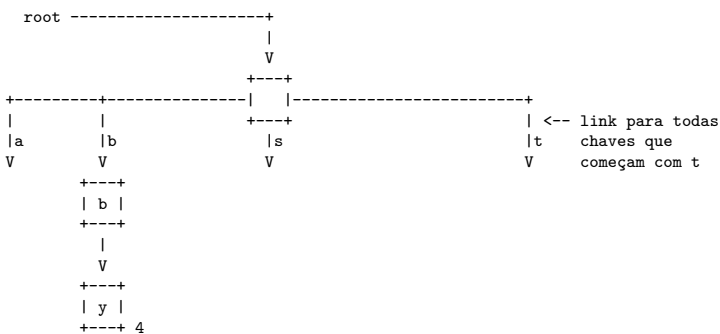 root --------------------+
|
V
+---+
+---------+---------------| |-------------------------+
| | +---+ | <-- link para todas
|a |b |s |t chaves que
V V V V começam com t
+---+
| b |
+---+
|
V
+---+
| y |
+---+ 4